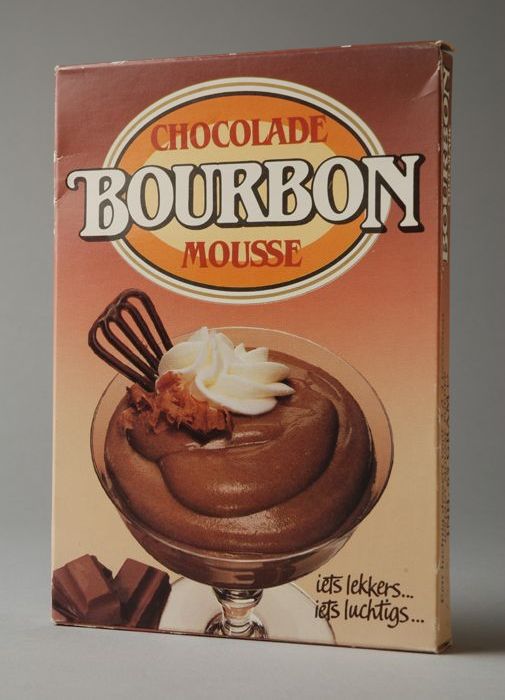 CHOCOLADE
BOURBON
MOUSSE
iets lekkers...
iets luchtigs...
BOURBON